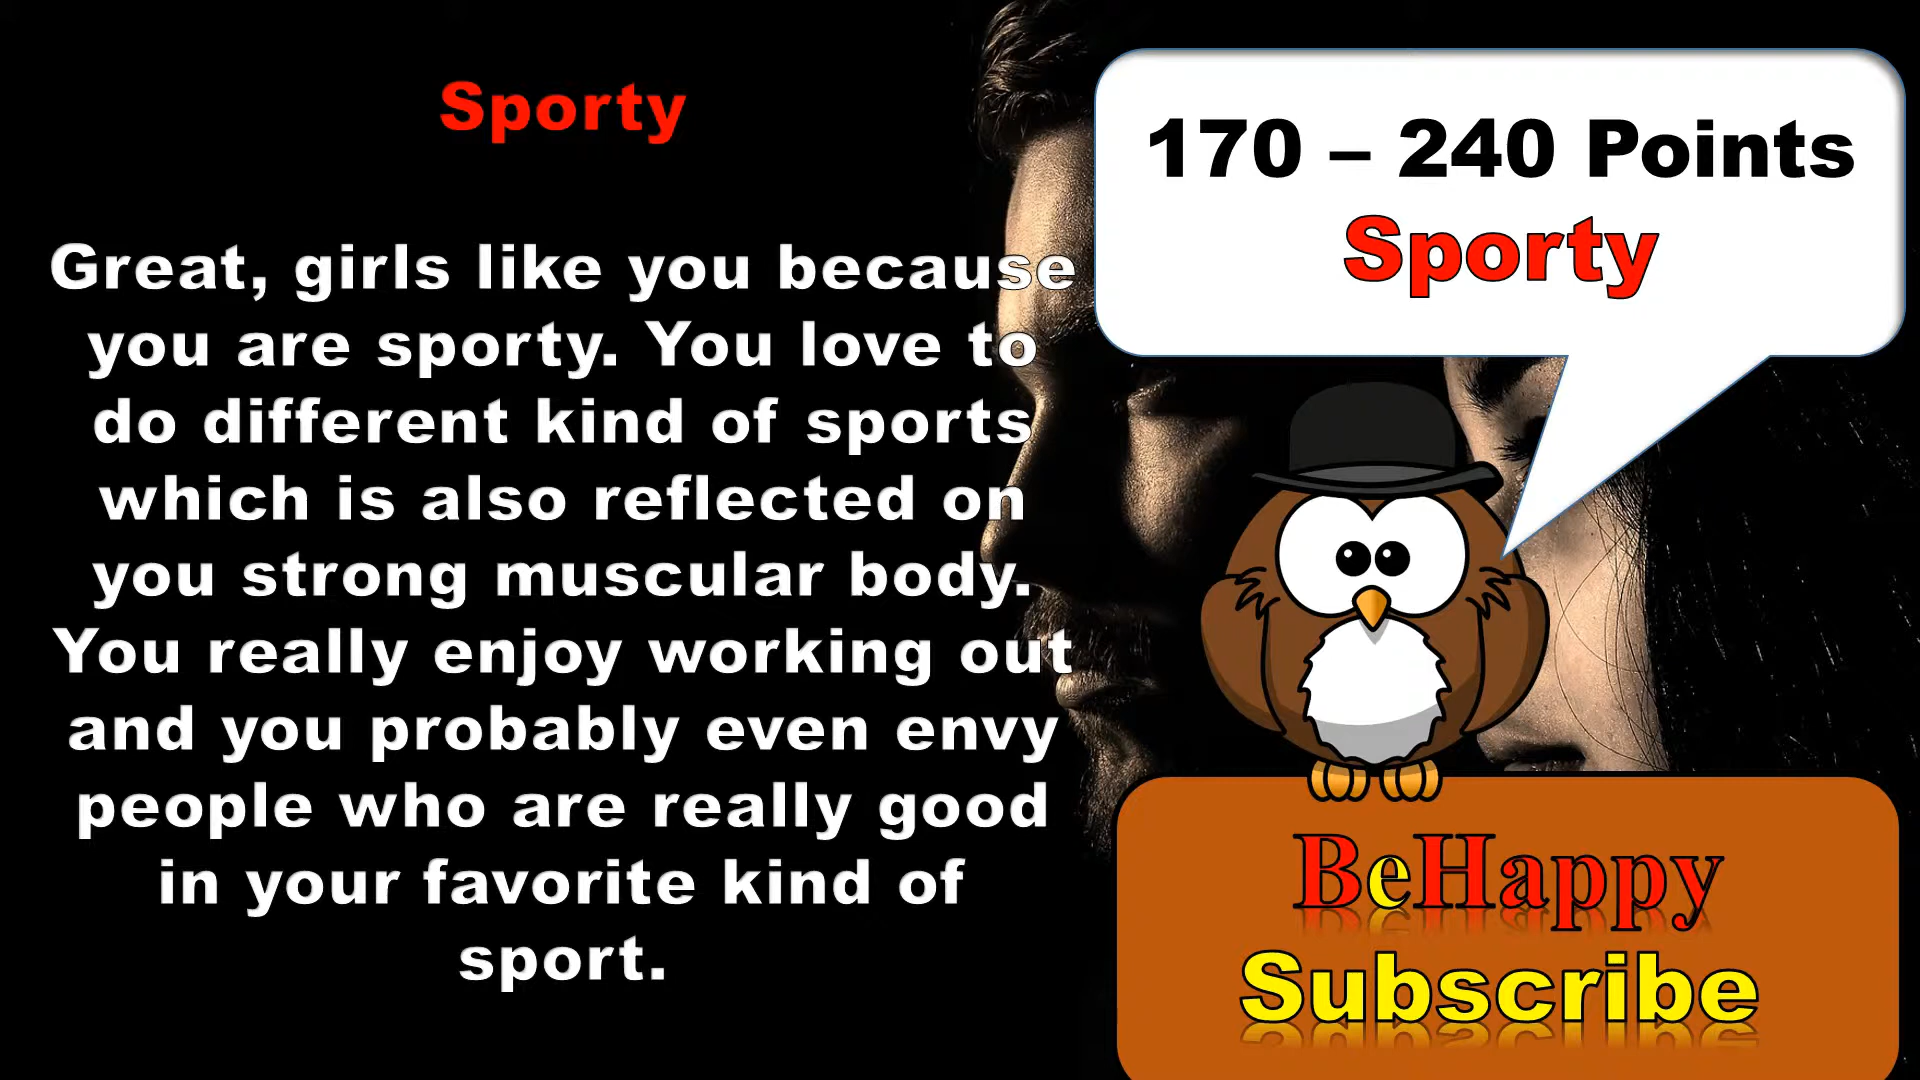 Sporty
Great, girls like you because
you are sporty. You love to
do different kind of sports
which is also reflected on
you strong muscular body.
You really enjoy working out
and you probably even envy
people who are really good
in your favorite kind of
sport.
170 – 240 Points
Sporty
BeHappy
Subscribe